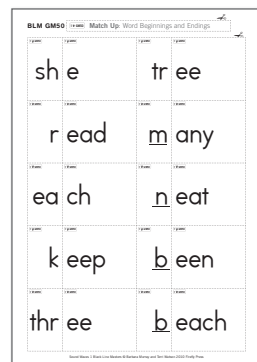 BLM GM50 Match Up: Word Beginnings and Endings
sh e tr ee
r ead m any
ea ch n eat
k eep b een
thr ee b each